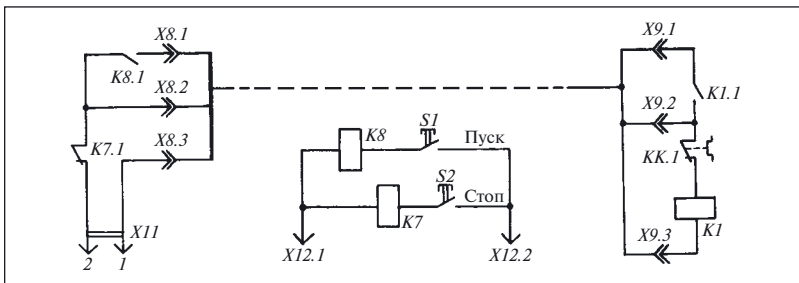 X8.1
K8.1
X8.2
K7.1
X8.3
X11
2
1
K8
S1
Пуск
S2
Стоп
K7
X12.1
X12.2
X9.1
K1.1
X9.2
KK.1
X9.3
K1